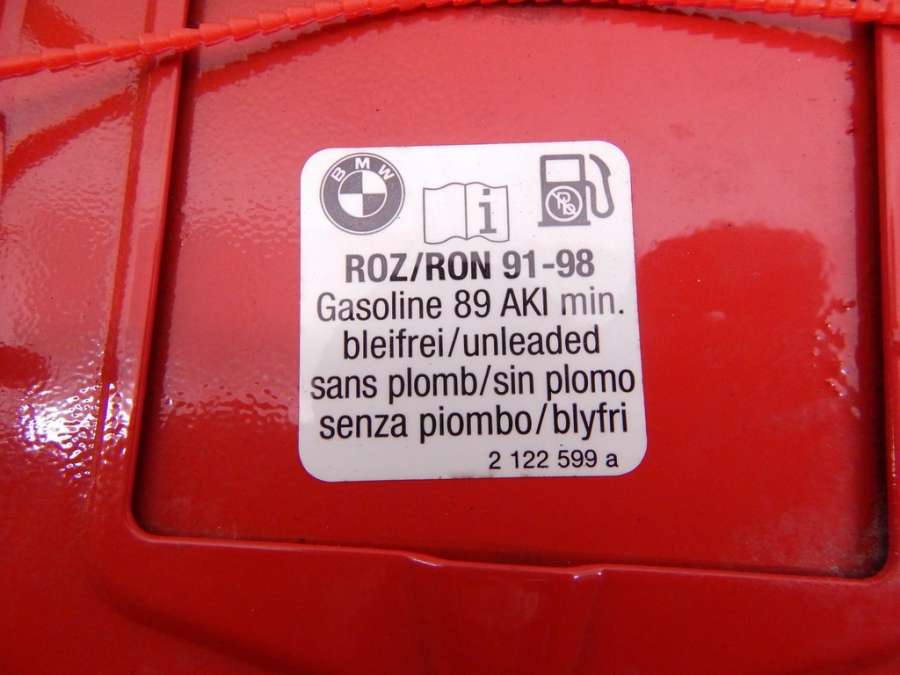 BMW
i
Pb
ROZ/RON 91-98
Gasoline 89 AKI min.
bleifrei/unleaded
sans plomb/sin plomo
senza piombo/blyfri
2 122 599 a